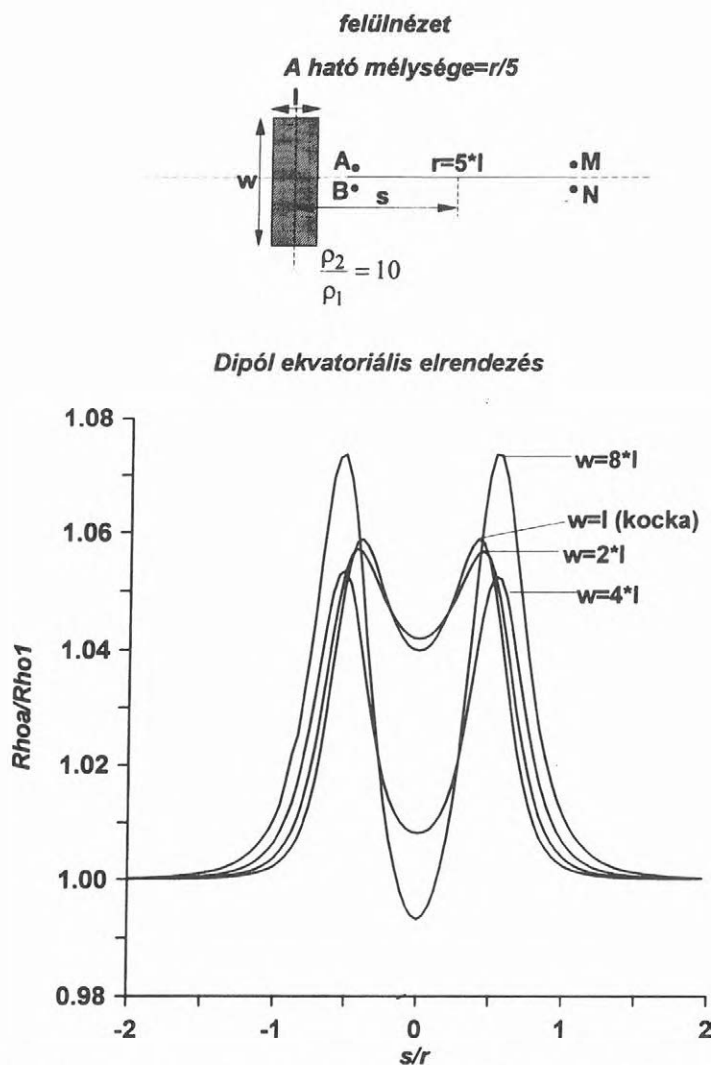 felülnézet
A ható mélysége=r/5
l
w
A
B
r=5*l
s
M
N
ρ2/ρ1 = 10
Dipól ekvatoriális elrendezés
Rhoa/Rho1
1.08
1.06
1.04
1.02
1.00
0.98
w=8*l
w=l (kocka)
w=2*l
w=4*l
-2 -1 0 1 2
s/r